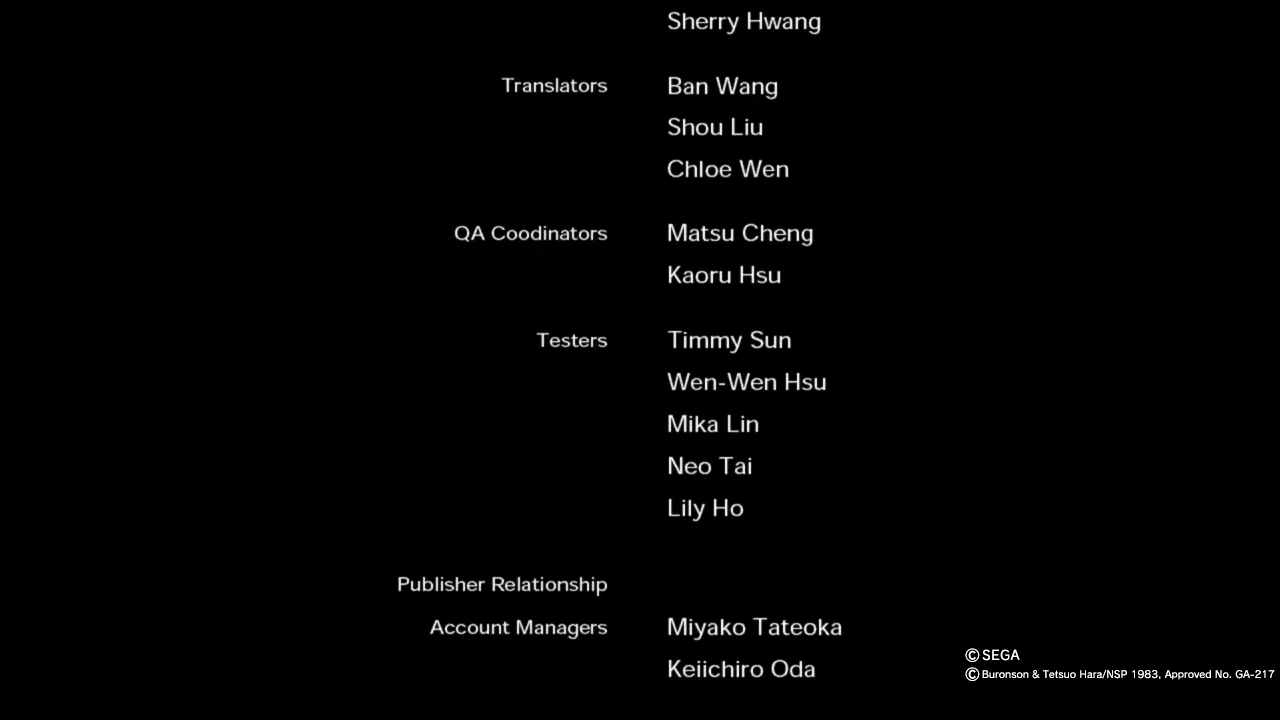 Sherry Hwang
Translators Ban Wang
Shou Liu
Chloe Wen
QA Coodinators Matsu Cheng
Kaoru Hsu
Testers Timmy Sun
Wen-Wen Hsu
Mika Lin
Neo Tai
Lily Ho
Publisher Relationship
Account Managers Miyako Tateoka
Keiichiro Oda
©SEGA
©Buronson & Tetsuo Hara/NSP 1983, Approved No. GA-217